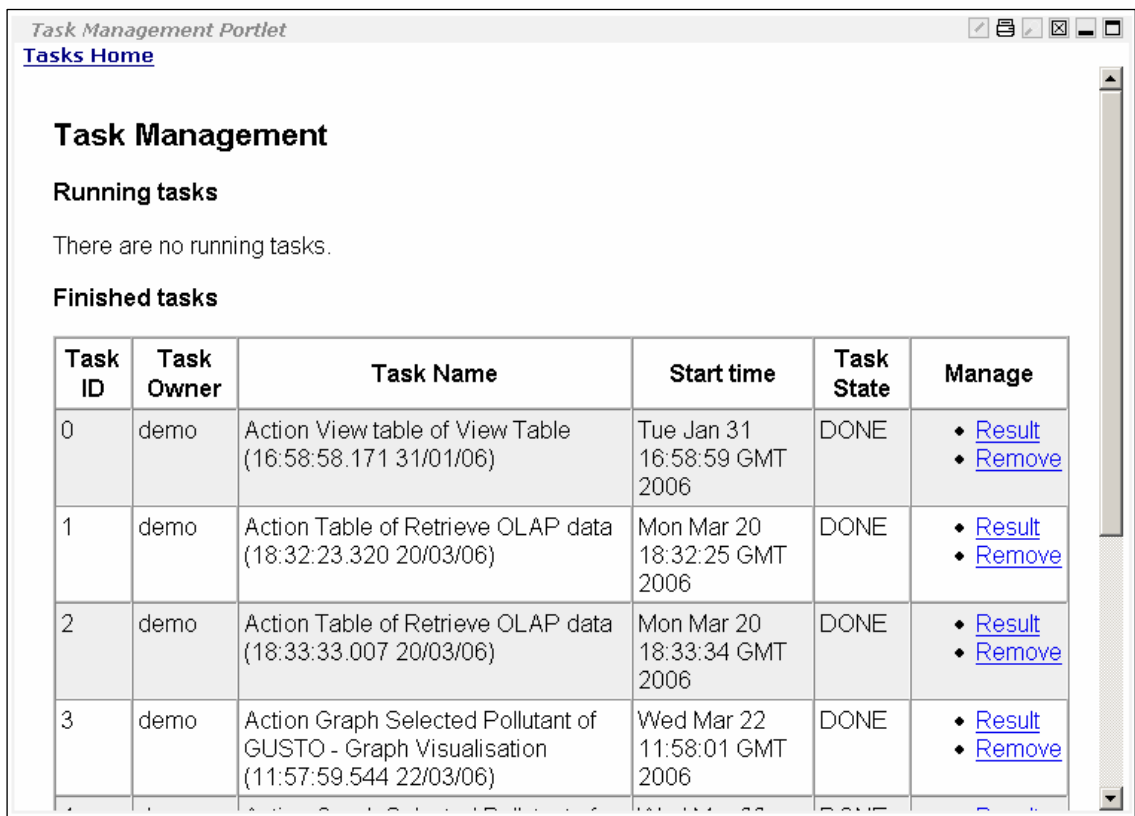 Task Management Portlet
Tasks Home
Task Management
Running tasks
There are no running tasks.
Finished tasks
Task ID Task Owner Task Name Start time Task State Manage
0 demo Action View table of View Table Tue Jan 31 DONE • Result
(16:58:58.171 31/01/06) 16:58:59 GMT • Remove
2006
1 demo Action Table of Retrieve OLAP data Mon Mar 20 DONE • Result
(18:32:23.320 20/03/06) 18:32:25 GMT • Remove
2006
2 demo Action Table of Retrieve OLAP data Mon Mar 20 DONE • Result
(18:33:33.007 20/03/06) 18:33:34 GMT • Remove
2006
3 demo Action Graph Selected Pollutant of Wed Mar 22 DONE • Result
GUSTO - Graph Visualisation 11:58:01 GMT • Remove
(11:57:59.544 22/03/06) 2006